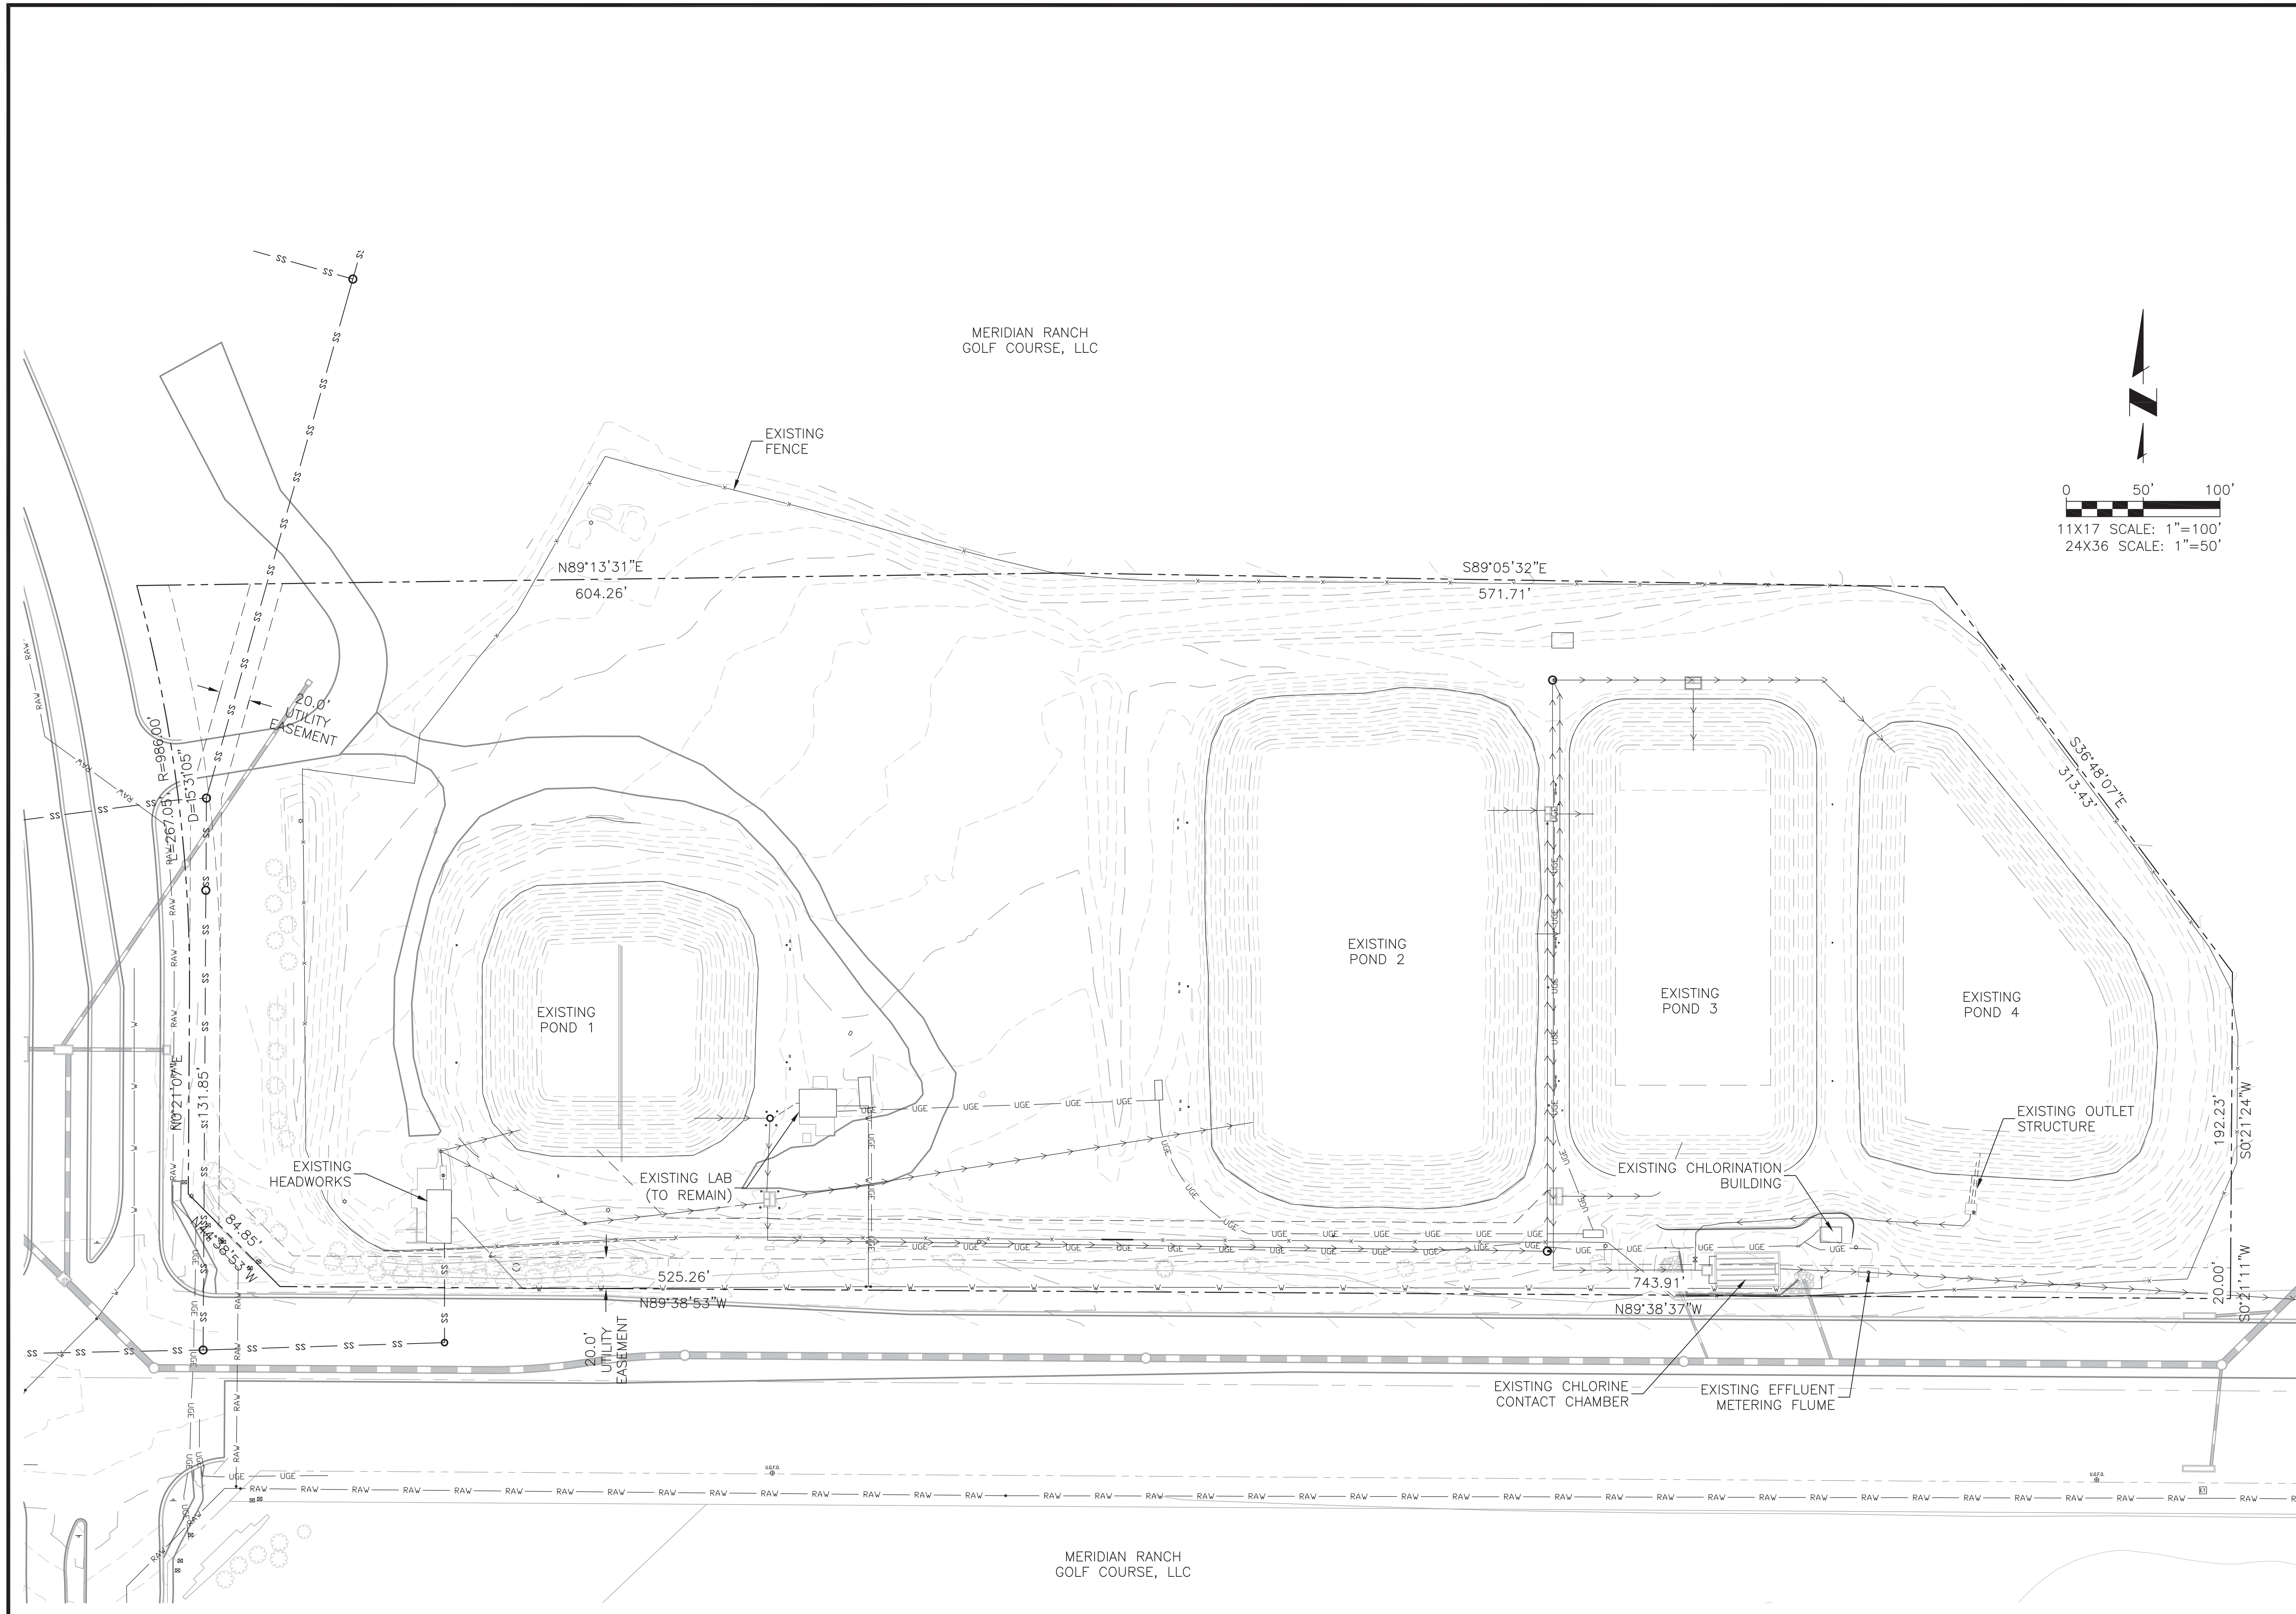 MERIDIAN RANCH
GOLF COURSE, LLC
EXISTING
FENCE
0 50' 100'
11X17 SCALE: 1"=100'
24X36 SCALE: 1"=50'
N89°13'31"E
604.26'
S89°05'32"E
571.71'
20.0'
UTILITY
EASEMENT
L=267.05' R=986.00'
D=15°31'05"
S36°48'07"E
313.43'
EXISTING
POND 1
EXISTING
POND 2
EXISTING
POND 3
EXISTING
POND 4
N0°21'07"E
131.85'
EXISTING
HEADWORKS
EXISTING LAB
(TO REMAIN)
EXISTING OUTLET
STRUCTURE
EXISTING CHLORINATION
BUILDING
192.23'
S0°21'24"W
84.85'
N44°38'53"W
525.26'
N89°38'53"W
743.91'
N89°38'37"W
20.00'
S0°21'11"W
20.0'
UTILITY
EASEMENT
EXISTING CHLORINE
CONTACT CHAMBER
EXISTING EFFLUENT
METERING FLUME
SS
RAW
UGE
W
U.G.F.O.
U.G.F.O.
MERIDIAN RANCH
GOLF COURSE, LLC